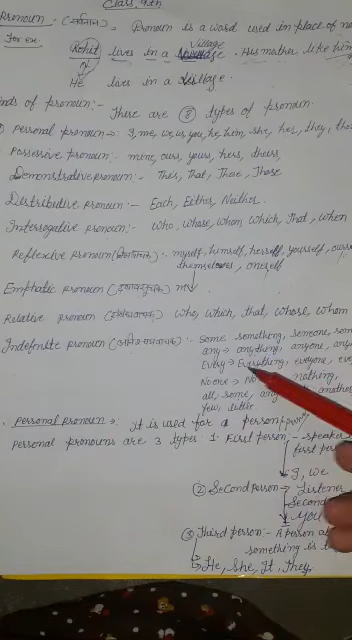 Class 9th
Pronoun - (सर्वनाम) - Pronoun is a word used in place of
For ex.
Rohit lives in a Village. His mother like him
He lives in a village.
Kinds of pronoun:-
There are 8 types of pronoun
Personal pronoun → I, me, we, us, you, he, him, she, her, they,
Possessive pronoun: mine, ours, yours, hers, theirs,
Demonstrative pronoun:- This, that, These, Those
Distributive pronoun:- Each, Either, Neither.
Interrogative pronoun:- Who, whose, whom, which, That, when
Reflexive pronoun ( ):- myself, himself, herself, yourself,
themselves, oneself
Emphatic pronoun
Relative pronoun who, which, that, whose, whom
Indefinite pronoun some, something, someone,
any → anything, anyone,
Every → Everything, everyone,
No one → nothing,
all, some,
few, little
Personal pronoun → It is used for a person
Personal pronouns are 3 types 1. First person - speaker
first
I, we
② Second person → Listener
Second
You
③ Third person:- A person
something is
He, She, It, They.